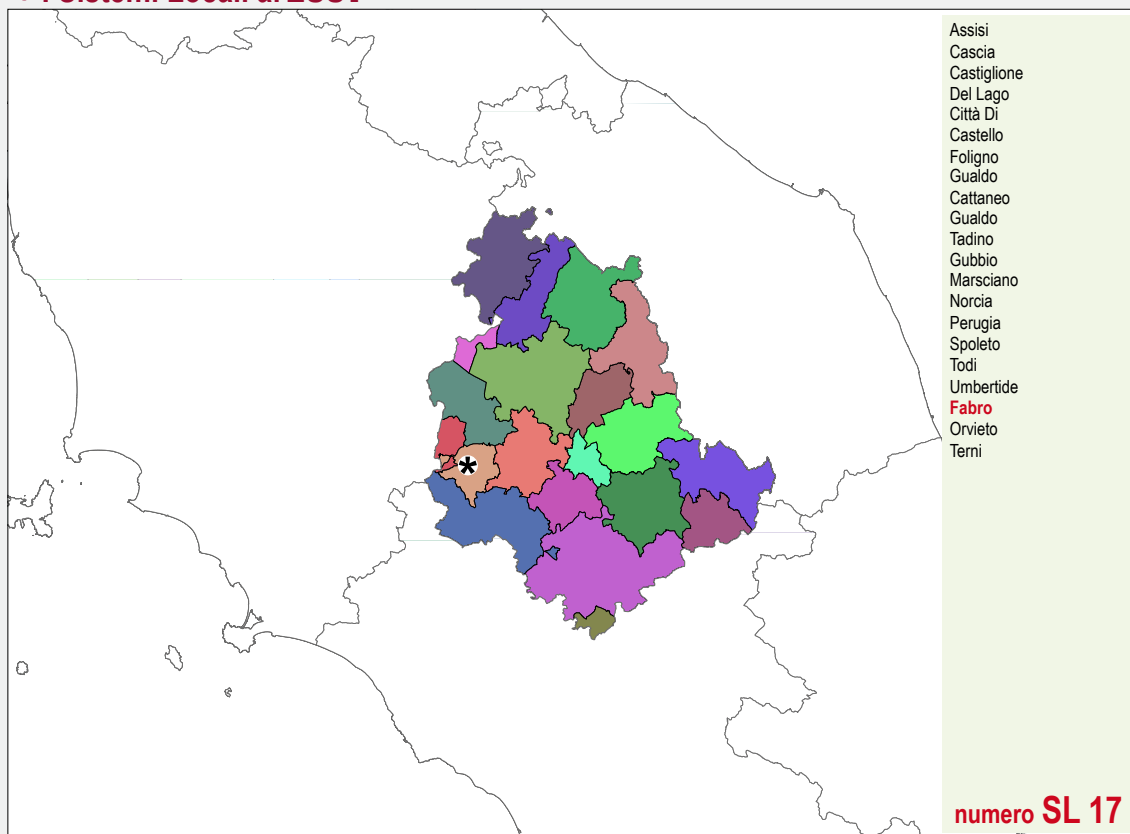 Assisi
Cascia
Castiglione
Del Lago
Città Di
Castello
Foligno
Gualdo
Cattaneo
Gualdo
Tadino
Gubbio
Marsciano
Norcia
Perugia
Spoleto
Todi
Umbertide
Fabro
Orvieto
Terni
*
numero SL 17